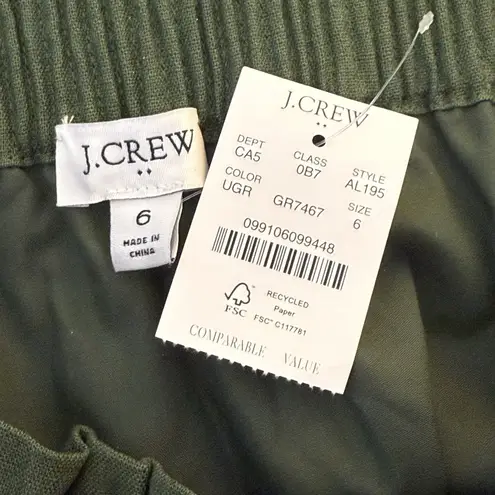 J.CREW
6
MADE IN
CHINA
J.CREW
DEPT CLASS STYLE
CA5 0B7 AL195
COLOR SIZE
UGR GR7467 6
099106099448
FSC
RECYCLED
Paper
FSC® C117781
COMPARABLE VALUE